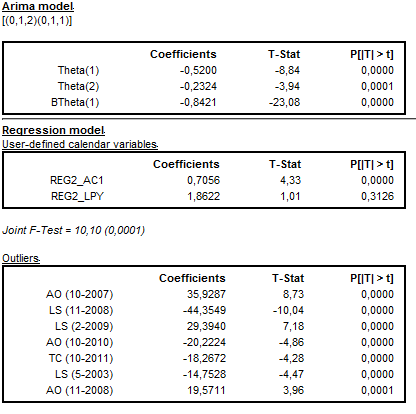 Arima model
[(0,1,2)(0,1,1)]
Coefficients T-Stat P[|T| > t]
Theta(1) -0,5200 -8,84 0,0000
Theta(2) -0,2324 -3,94 0,0001
BTheta(1) -0,8421 -23,08 0,0000
Regression model
User-defined calendar variables
Coefficients T-Stat P[|T| > t]
REG2_AC1 0,7056 4,33 0,0000
REG2_LPY 1,8622 1,01 0,3126
Joint F-Test = 10,10 (0,0001)
Outliers
Coefficients T-Stat P[|T| > t]
AO (10-2007) 35,9287 8,73 0,0000
LS (11-2008) -44,3549 -10,04 0,0000
LS (2-2009) 29,3940 7,18 0,0000
AO (10-2010) -20,2224 -4,86 0,0000
TC (10-2011) -18,2672 -4,28 0,0000
LS (5-2003) -14,7528 -4,47 0,0000
AO (11-2008) 19,5711 3,96 0,0001